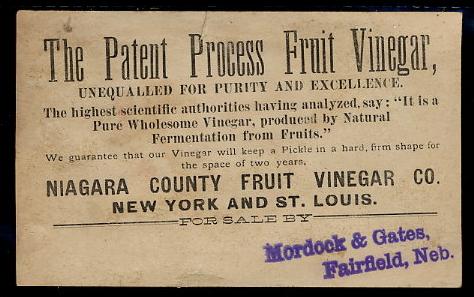 The Patent Process Fruit Vinegar,
UNEQUALLED FOR PURITY AND EXCELLENCE.
The highest scientific authorities having analyzed, say: "It is a
Pure Wholesome Vinegar, produced by Natural
Fermentation from Fruits."
We guarantee that our Vinegar will keep a Pickle in a hard, firm shape for
the space of two years.
NIAGARA COUNTY FRUIT VINEGAR CO.
NEW YORK AND ST. LOUIS.
FOR SALE BY
Mordock & Gates,
Fairfield, Neb.